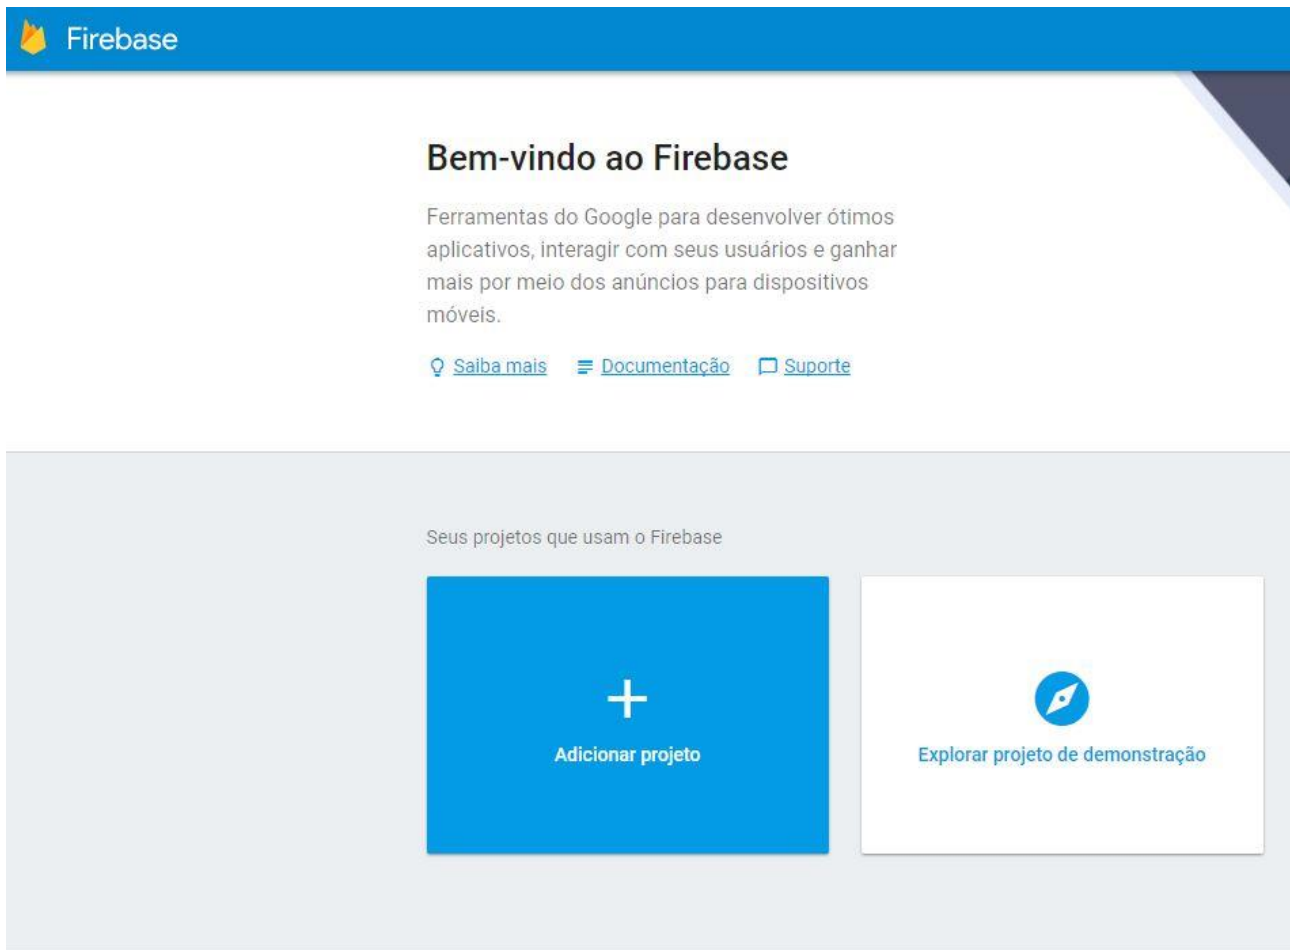 Firebase
Bem-vindo ao Firebase
Ferramentas do Google para desenvolver ótimos
aplicativos, interagir com seus usuários e ganhar
mais por meio dos anúncios para dispositivos
móveis.
Saiba mais Documentação Suporte
Seus projetos que usam o Firebase
Adicionar projeto
Explorar projeto de demonstração